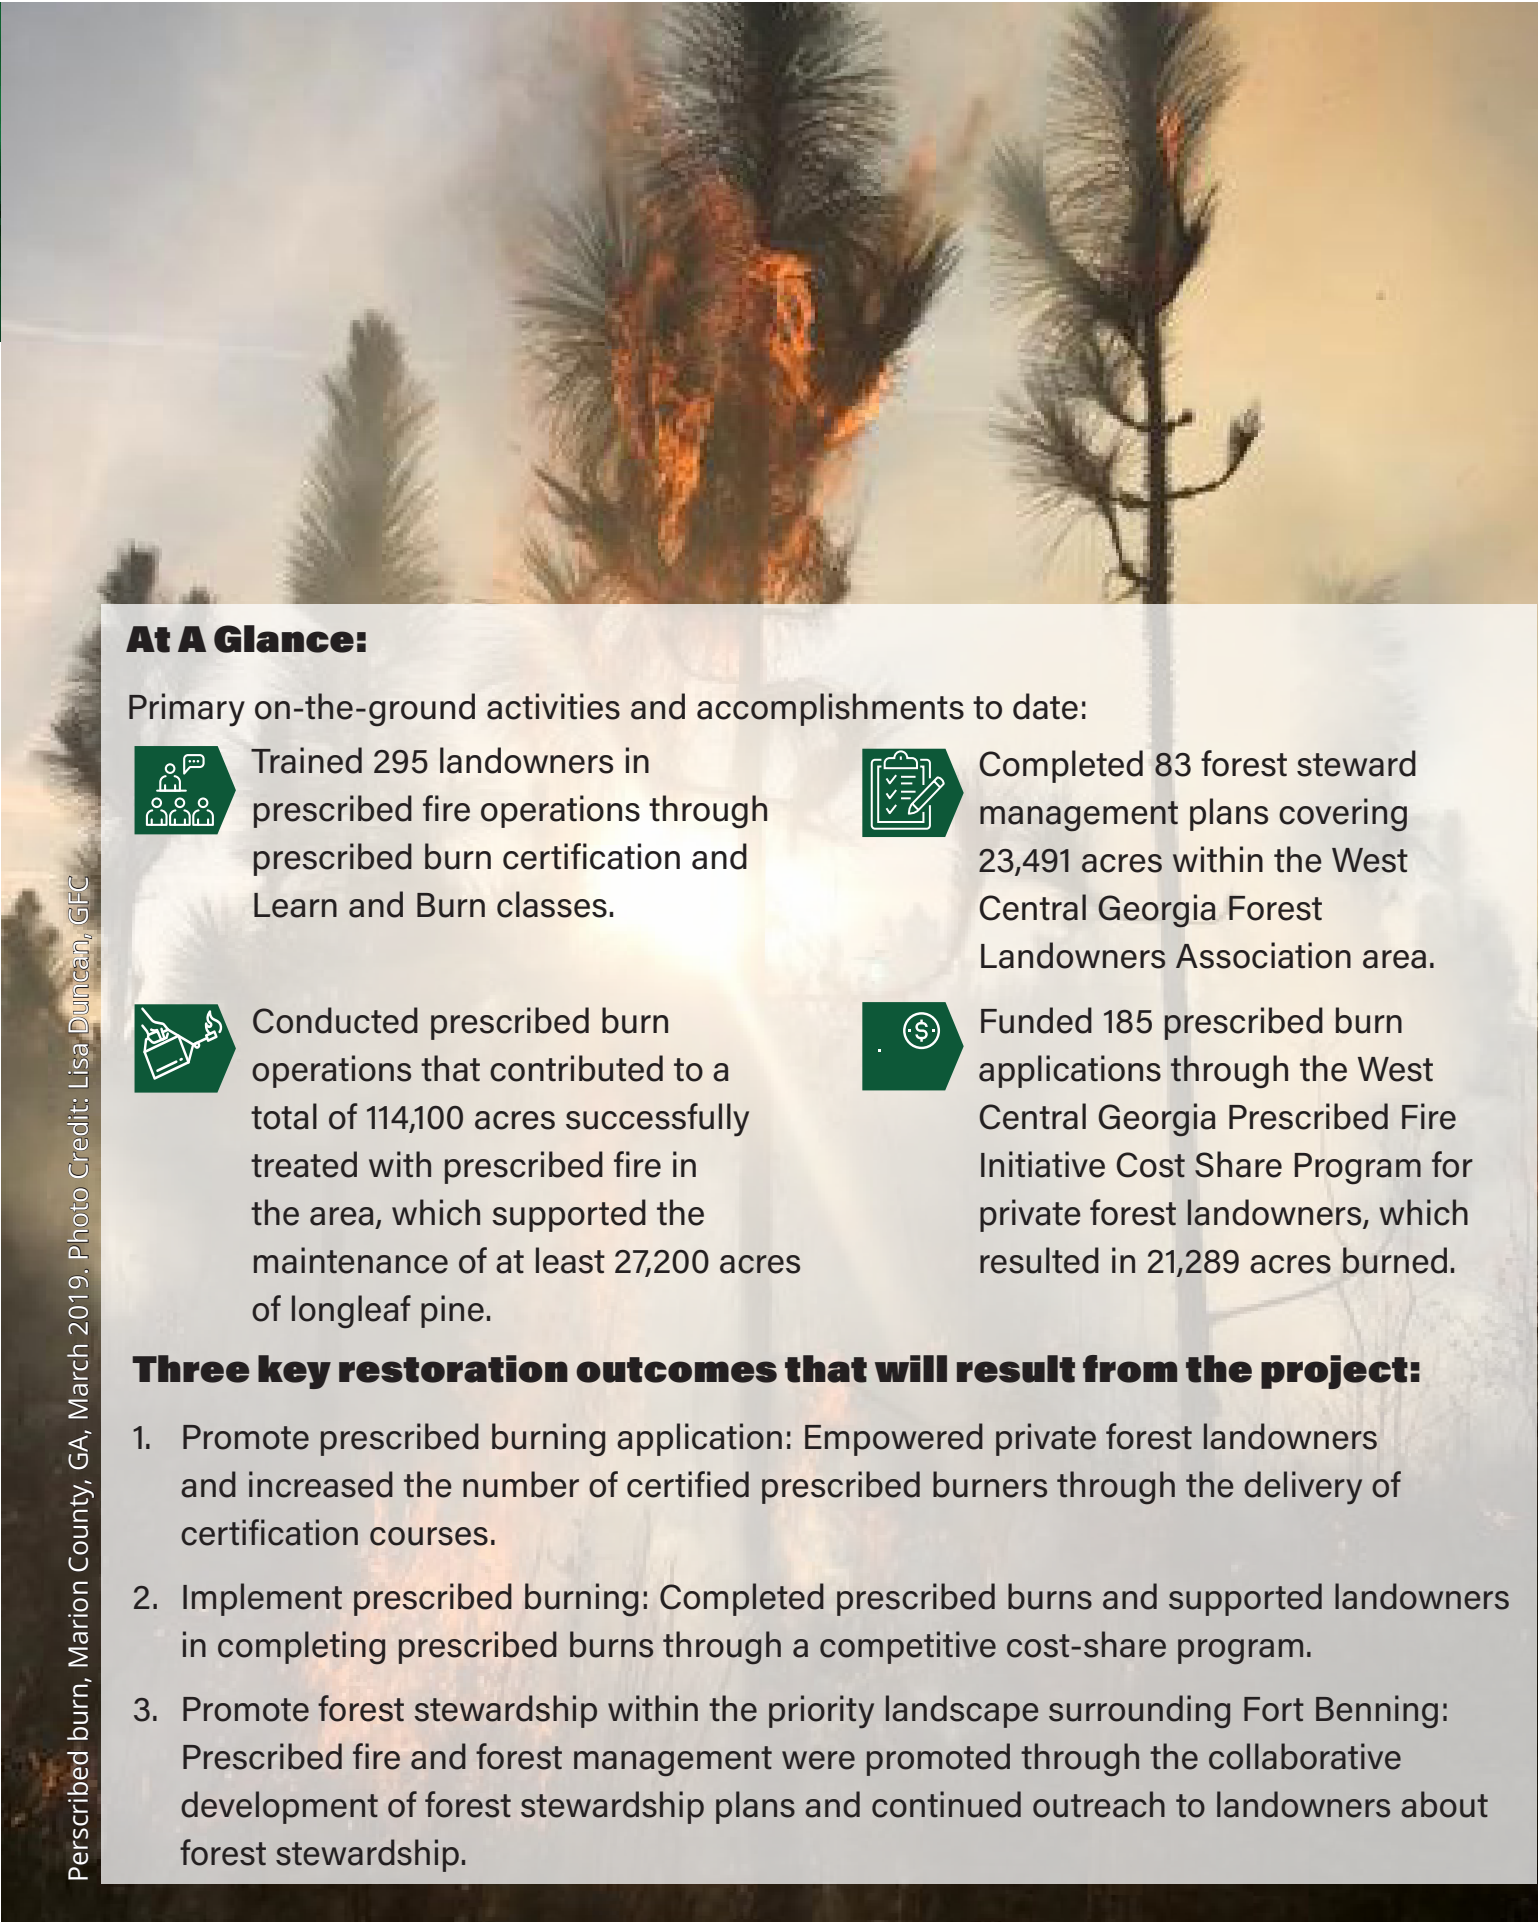 At A Glance:
Primary on-the-ground activities and accomplishments to date:
Trained 295 landowners in
prescribed fire operations through
prescribed burn certification and
Learn and Burn classes.
Completed 83 forest steward
management plans covering
23,491 acres within the West
Central Georgia Forest
Landowners Association area.
Conducted prescribed burn
operations that contributed to a
total of 114,100 acres successfully
treated with prescribed fire in
the area, which supported the
maintenance of at least 27,200 acres
of longleaf pine.
$
Funded 185 prescribed burn
applications through the West
Central Georgia Prescribed Fire
Initiative Cost Share Program for
private forest landowners, which
resulted in 21,289 acres burned.
Three key restoration outcomes that will result from the project:
1. Promote prescribed burning application: Empowered private forest landowners
and increased the number of certified prescribed burners through the delivery of
certification courses.
2. Implement prescribed burning: Completed prescribed burns and supported landowners
in completing prescribed burns through a competitive cost-share program.
3. Promote forest stewardship within the priority landscape surrounding Fort Benning:
Prescribed fire and forest management were promoted through the collaborative
development of forest stewardship plans and continued outreach to landowners about
forest stewardship.
Perscribed burn, Marion County, GA, March 2019. Photo Credit: Lisa Duncan, GFC